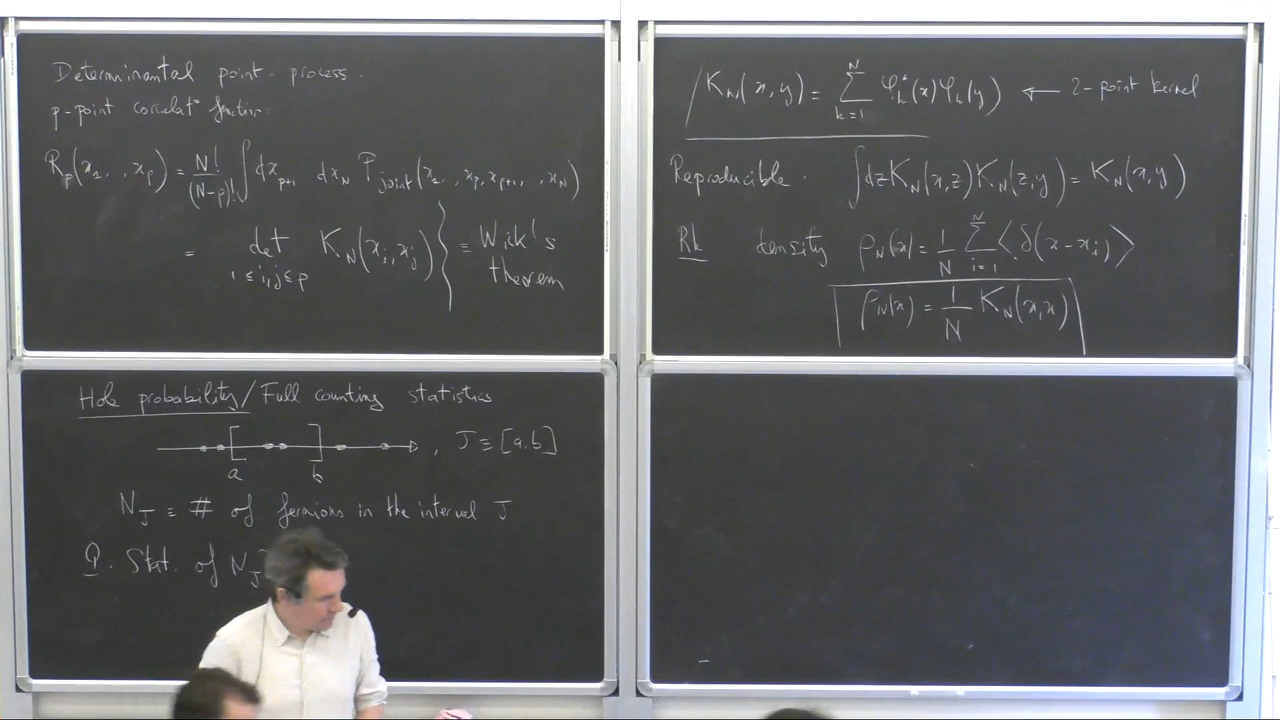 Determinantal point-process.
p-point correlat° function
R_p(x_1, , x_p) = N!/(N-p)! ∫ dx_{p+1} dx_N P_joint(x_1, , x_p, x_{p+1}, , x_N)
= det_{1≤i,j≤p} K_N(x_i, x_j) } ≡ Wick's theorem
K_N(x,y) = Σ_{k=1}^{N} φ_k^*(x) φ_k(y) ← 2-point kernel
Reproducible. ∫dz K_N(x,z) K_N(z,y) = K_N(x,y)
Rk density ρ_N(x) = 1/N Σ_{i=1}^{N} <δ(x-x_i)>
ρ_N(x) = 1/N K_N(x,x)
Hole probability / Full counting statistics
a b , J ≡ [a.b]
N_J ≡ # of fermions in the interval J
Q. Stat. of N_J